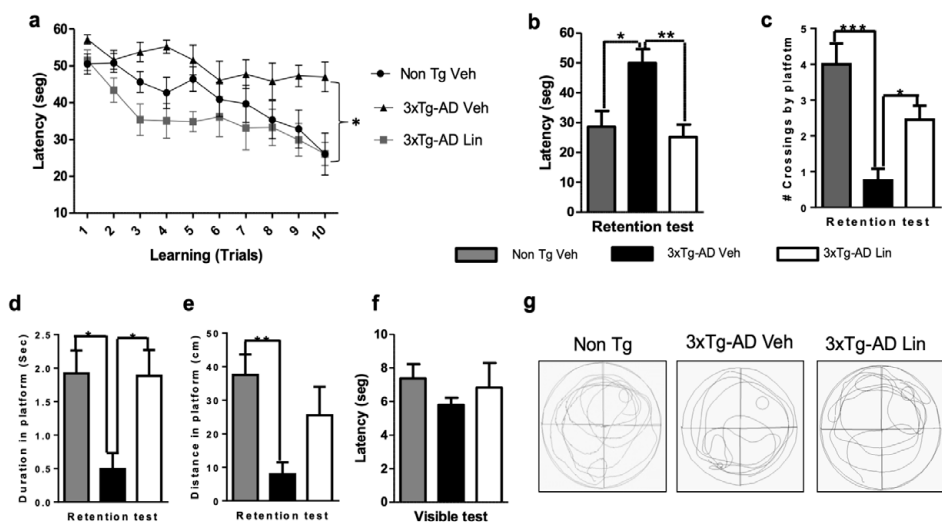 a
Latency (seg)
60
50
40
30
20
10
1 2 3 4 5 6 7 8 9 10
Learning (Trials)
Non Tg Veh
3xTg-AD Veh
3xTg-AD Lin
*
b
Latency (seg)
60
50
40
30
20
10
0
* **
Retention test
c
# Crossings by platfotm
5
4
3
2
1
0
***
*
Retention test
Non Tg Veh 3xTg-AD Veh 3xTg-AD Lin
d
Duration in platform (Sec)
2.5
2.0
1.5
1.0
0.5
0.0
* *
Retention test
e
Distance in platform (cm)
50
40
30
20
10
0
**
Retention test
f
Latency (seg)
10
8
6
4
2
0
Visible test
g
Non Tg 3xTg-AD Veh 3xTg-AD Lin